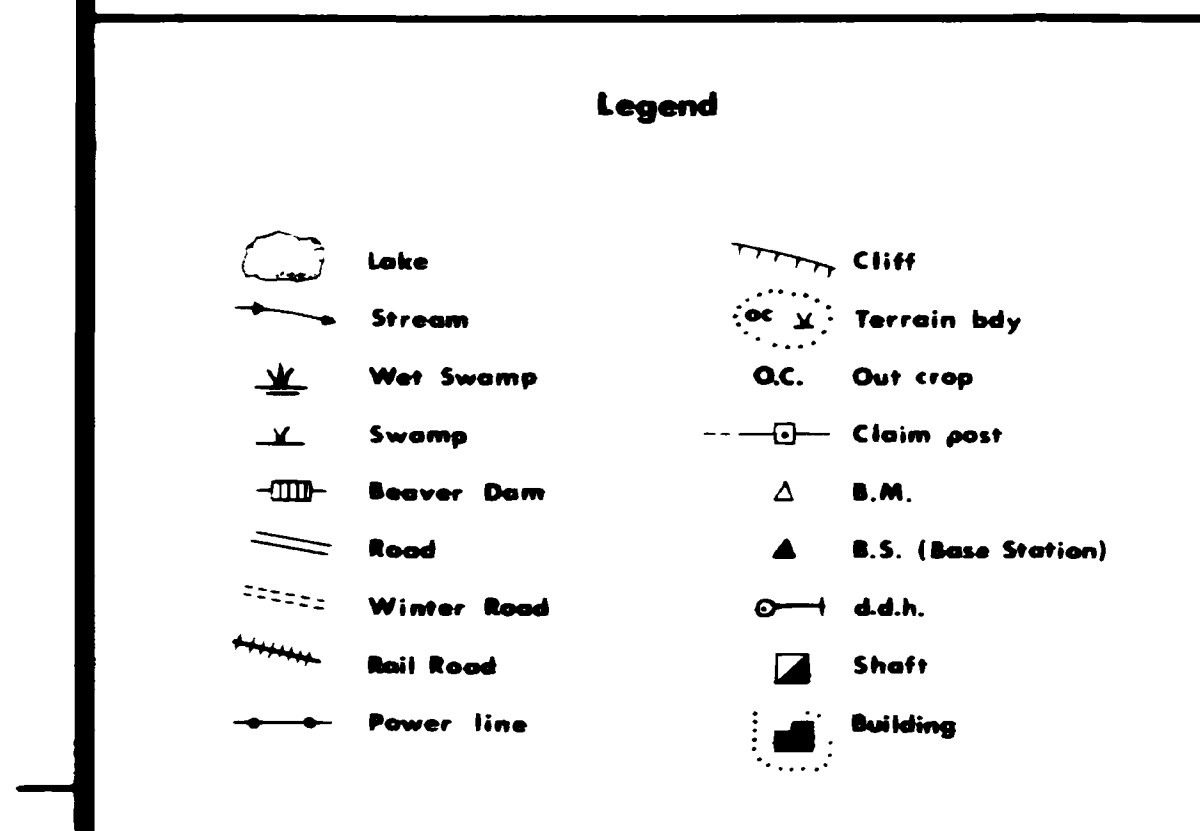 Legend
Lake
Stream
Wet Swamp
Swamp
Beaver Dam
Road
Winter Road
Rail Road
Power line
Cliff
oc Terrain bdy
O.C. Out crop
Claim post
B.M.
B.S. (Base Station)
d.d.h.
Shaft
Building